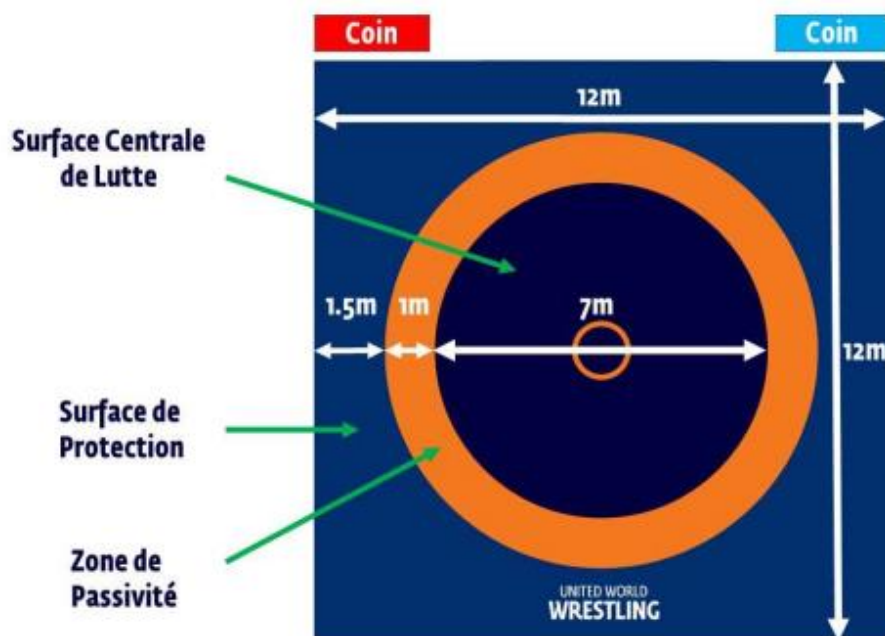 Coin
Coin
12m
Surface Centrale
de Lutte
1.5m
1m
7m
12m
Surface de
Protection
Zone de
Passivité
UNITED WORLD
WRESTLING